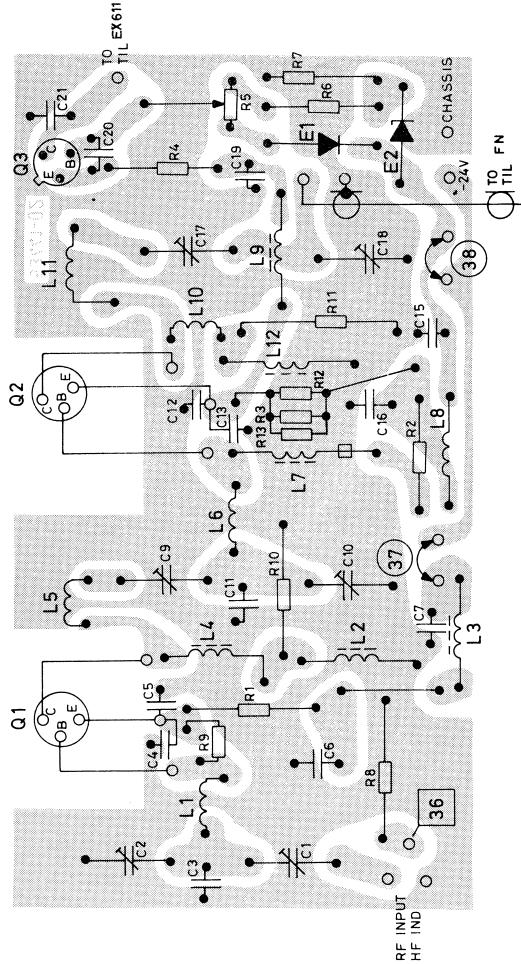 Q1
C
B
E
Q2
C
B
E
Q3
E
B
C
C21
C20
TO EX611
TIL
L5
L11
C2
C4
C5
C9
L6
C12
C13
L10
C17
R4
C19
R5
L1
R9
L4
C3
R1
C11
R10
L7
R13
R3
R12
L12
L9
E1
R6
R7
C1
C6
L2
C10
C16
R11
C18
E2
R8
C7
L3
37
R2
L8
C15
38
-24V
CHASSIS
36
RF INPUT
HF IND
TO
TIL FN